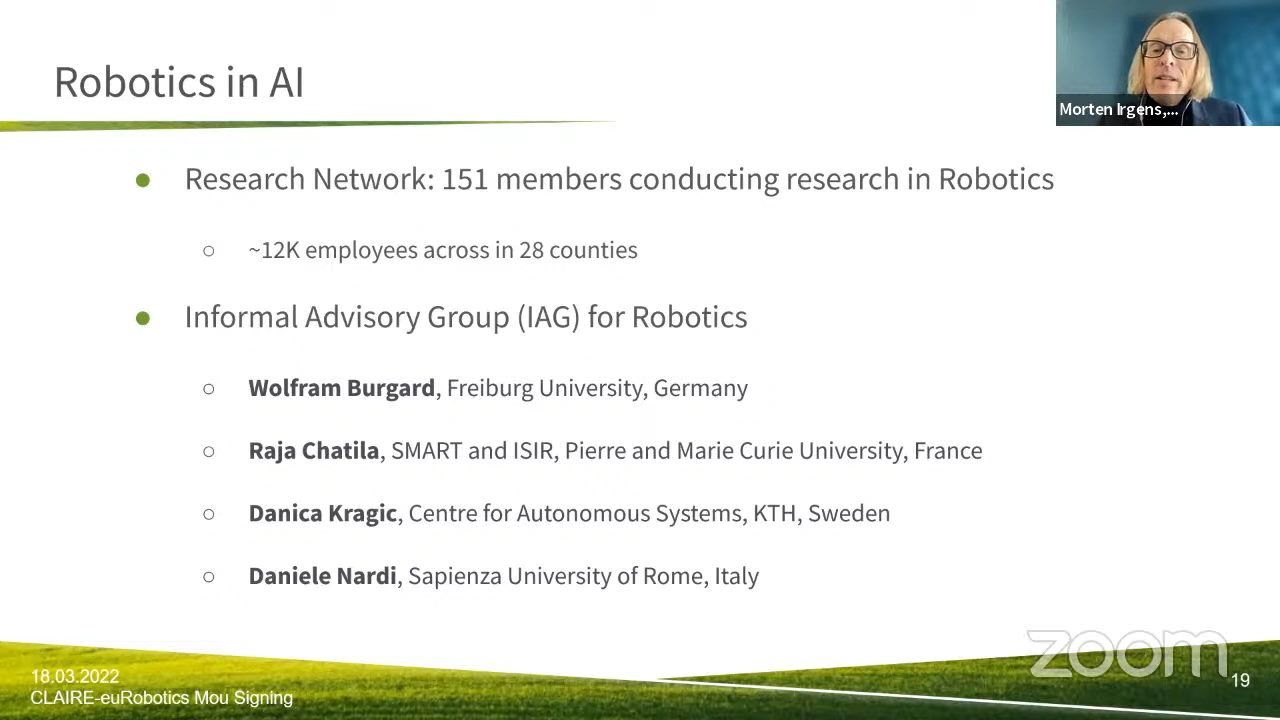 Robotics in AI
Morten Irgens,...
● Research Network: 151 members conducting research in Robotics
○ ~12K employees across in 28 counties
● Informal Advisory Group (IAG) for Robotics
○ Wolfram Burgard, Freiburg University, Germany
○ Raja Chatila, SMART and ISIR, Pierre and Marie Curie University, France
○ Danica Kragic, Centre for Autonomous Systems, KTH, Sweden
○ Daniele Nardi, Sapienza University of Rome, Italy
zoom
18.03.2022
CLAIRE-euRobotics Mou Signing
19